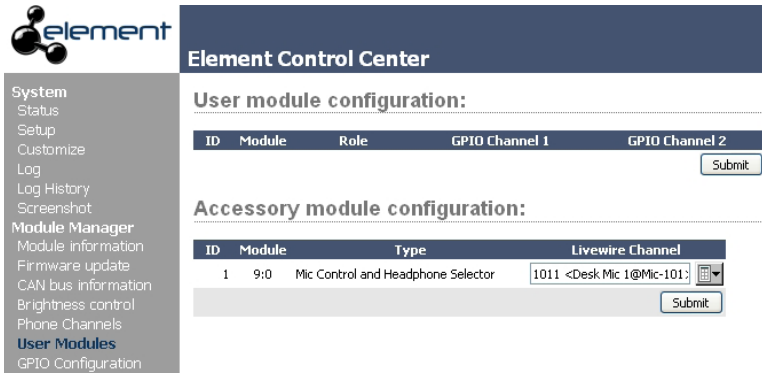 element
Element Control Center
System
Status
Setup
Customize
Log
Log History
Screenshot
Module Manager
Module information
Firmware update
CAN bus information
Brightness control
Phone Channels
User Modules
GPIO Configuration
User module configuration:
ID Module Role GPIO Channel 1 GPIO Channel 2
Submit
Accessory module configuration:
ID Module Type Livewire Channel
1 9:0 Mic Control and Headphone Selector 1011 <Desk Mic 1@Mic-101:
Submit